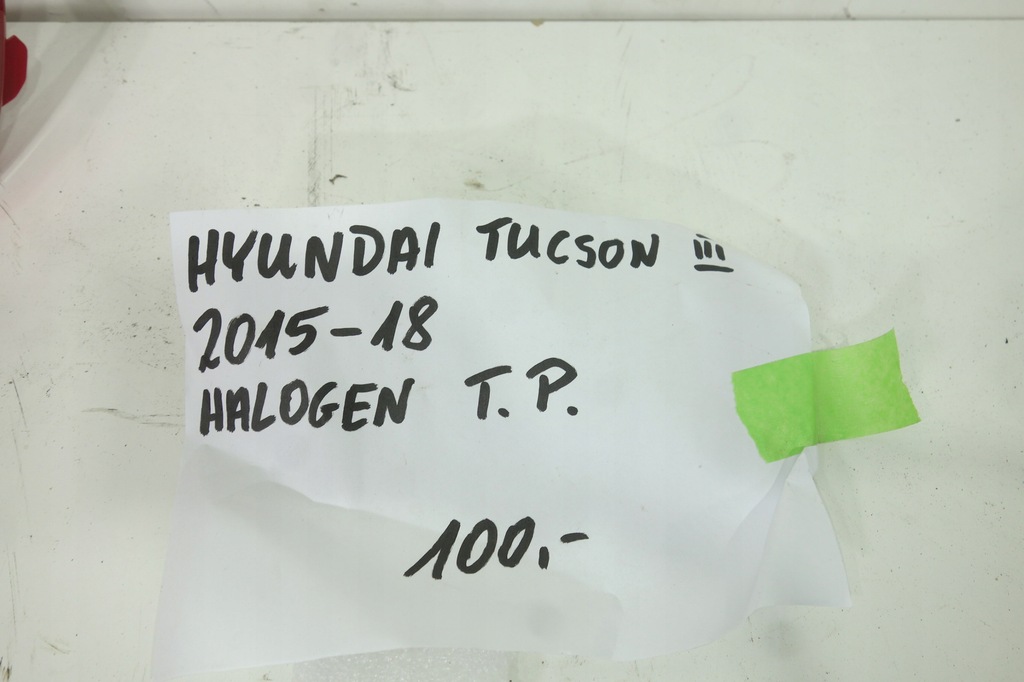 HYUNDAI TUCSON III
2015-18
HALOGEN T.P.
100,-